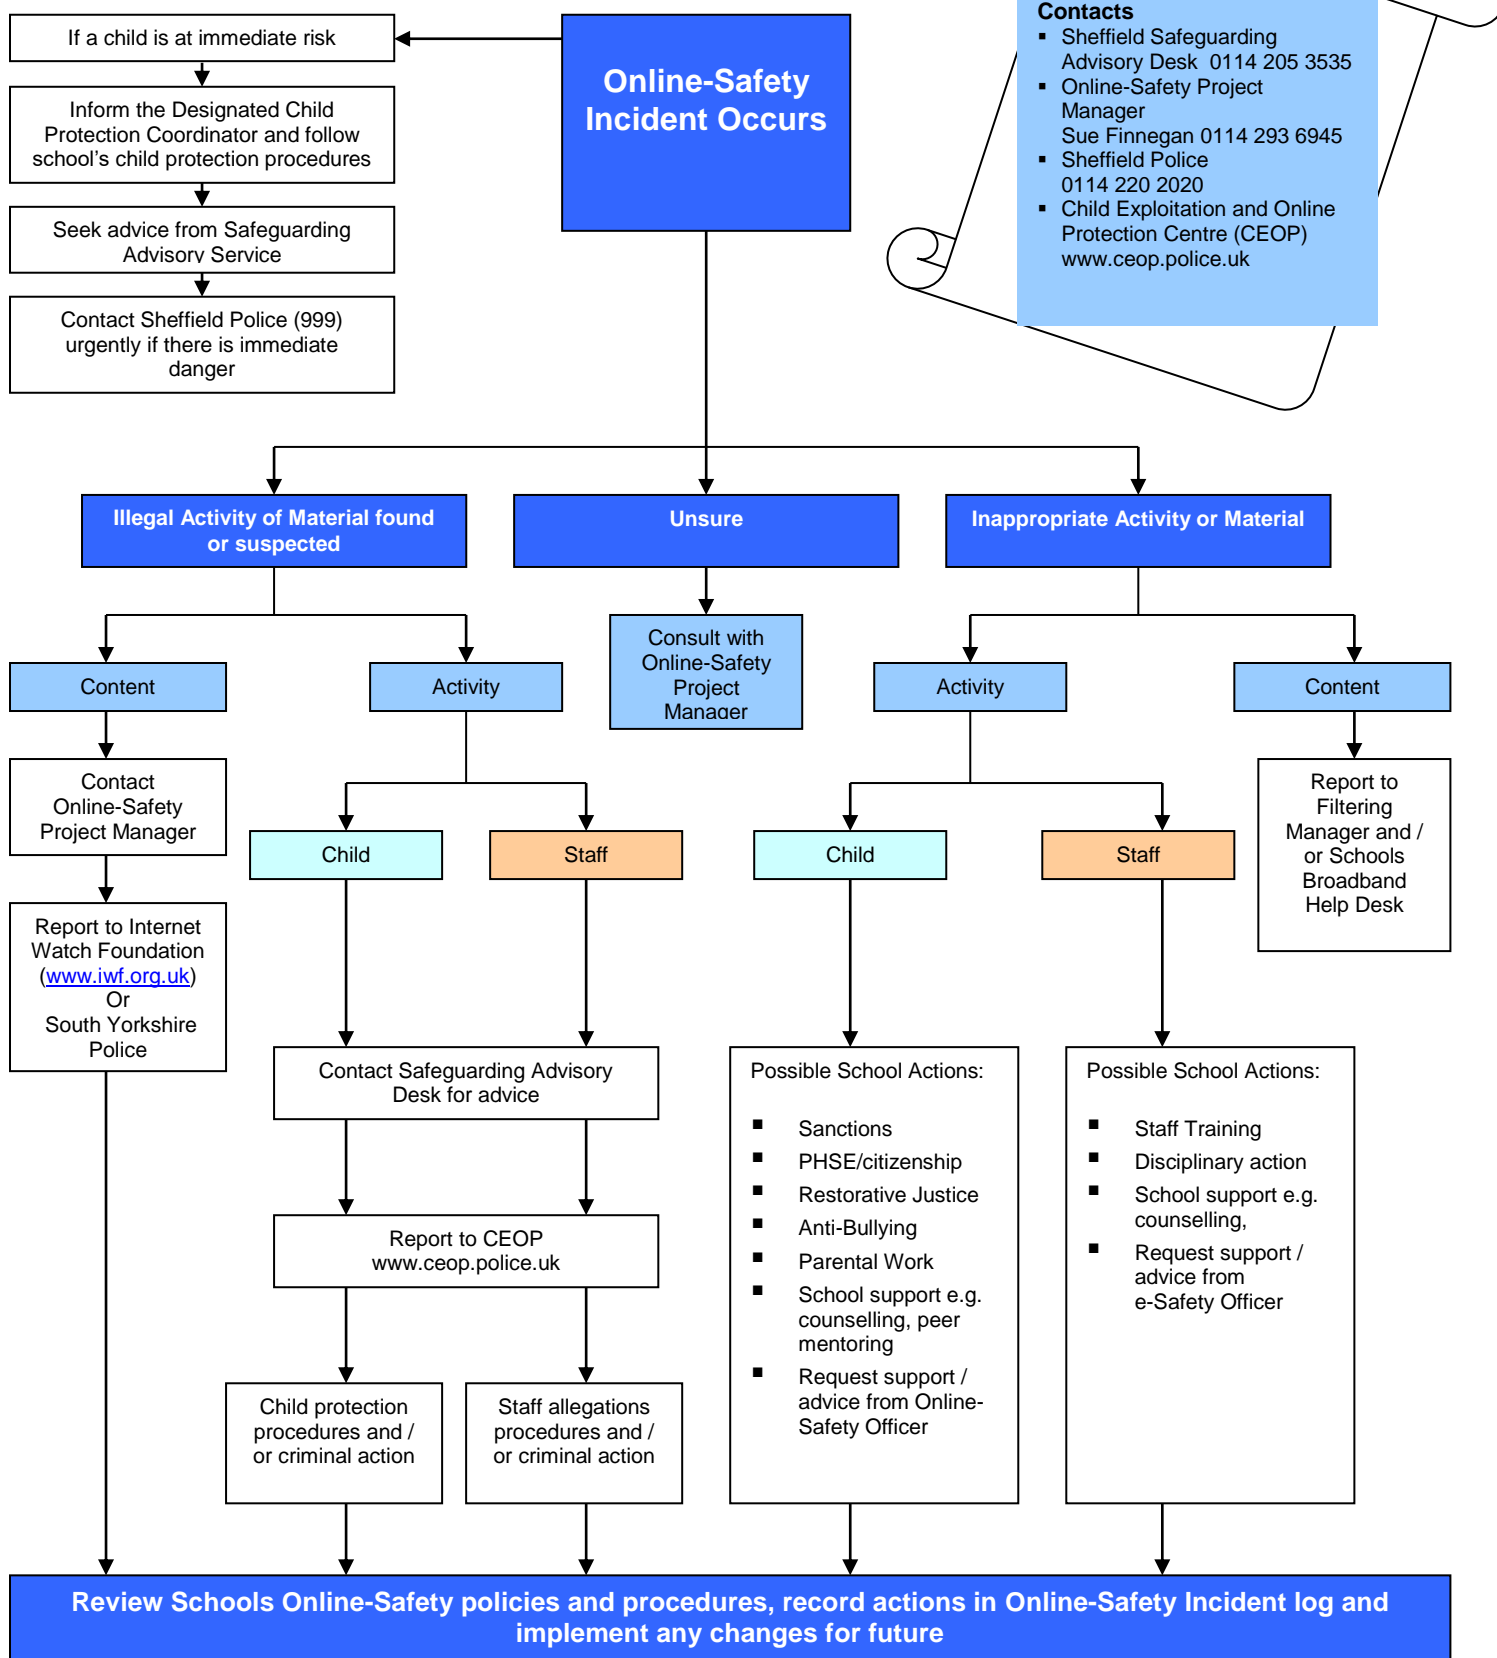 If a child is at immediate risk
Inform the Designated Child
Protection Coordinator and follow
school's child protection procedures
Seek advice from Safeguarding
Advisory Service
Contact Sheffield Police (999)
urgently if there is immediate
danger
Online-Safety
Incident Occurs
Contacts
▪ Sheffield Safeguarding
Advisory Desk 0114 205 3535
▪ Online-Safety Project
Manager
Sue Finnegan 0114 293 6945
▪ Sheffield Police
0114 220 2020
▪ Child Exploitation and Online
Protection Centre (CEOP)
www.ceop.police.uk
Illegal Activity of Material found
or suspected
Unsure
Inappropriate Activity or Material
Content
Activity
Consult with
Online-Safety
Project
Manager
Activity
Content
Contact
Online-Safety
Project Manager
Child
Staff
Child
Staff
Report to
Filtering
Manager and /
or Schools
Broadband
Help Desk
Report to Internet
Watch Foundation
(www.iwf.org.uk)
Or
South Yorkshire
Police
Contact Safeguarding Advisory
Desk for advice
Report to CEOP
www.ceop.police.uk
Child protection
procedures and /
or criminal action
Staff allegations
procedures and /
or criminal action
Possible School Actions:
▪ Sanctions
▪ PHSE/citizenship
▪ Restorative Justice
▪ Anti-Bullying
▪ Parental Work
▪ School support e.g.
counselling, peer
mentoring
▪ Request support /
advice from Online-
Safety Officer
Possible School Actions:
▪ Staff Training
▪ Disciplinary action
▪ School support e.g.
counselling,
▪ Request support /
advice from
e-Safety Officer
Review Schools Online-Safety policies and procedures, record actions in Online-Safety Incident log and
implement any changes for future